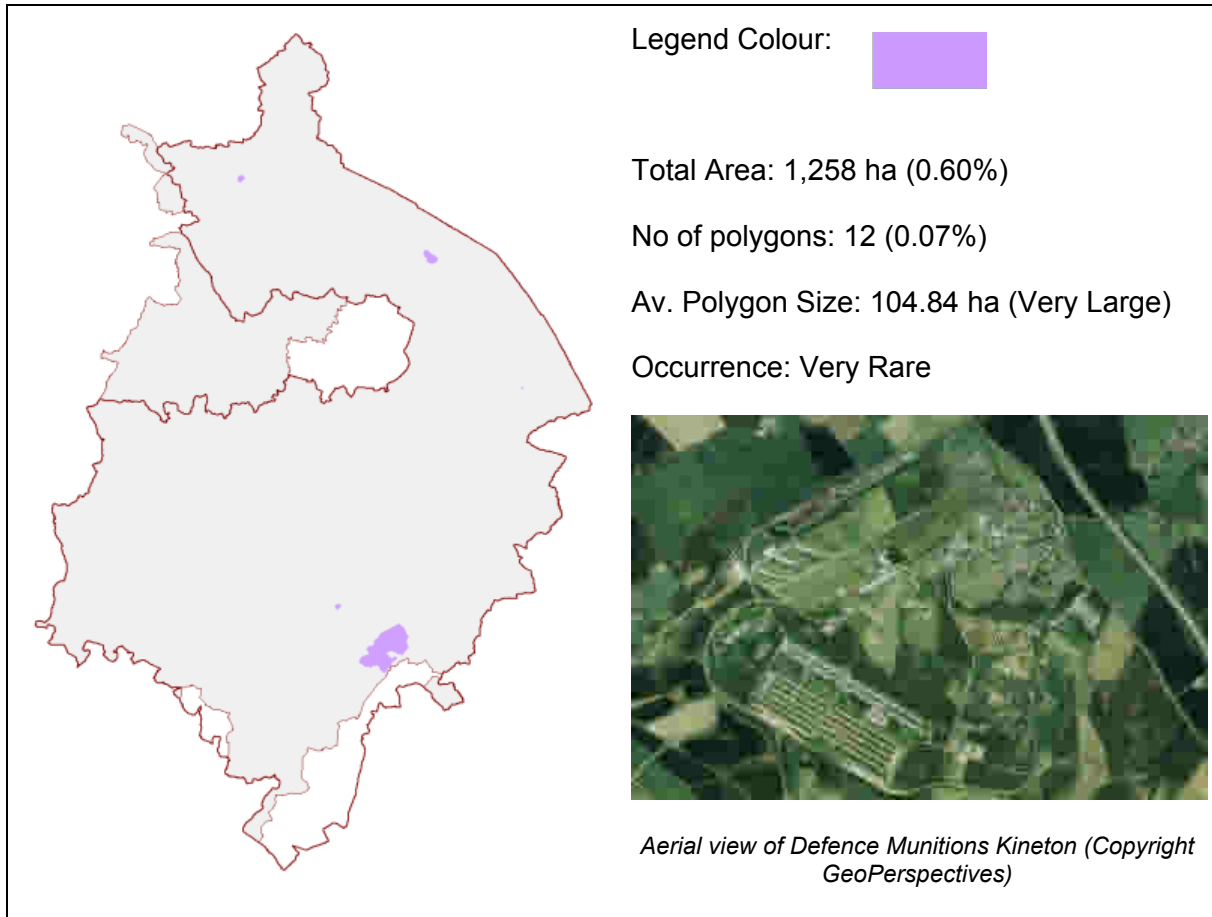 Legend Colour:
Total Area: 1,258 ha (0.60%)
No of polygons: 12 (0.07%)
Av. Polygon Size: 104.84 ha (Very Large)
Occurrence: Very Rare
Aerial view of Defence Munitions Kineton (Copyright
GeoPerspectives)